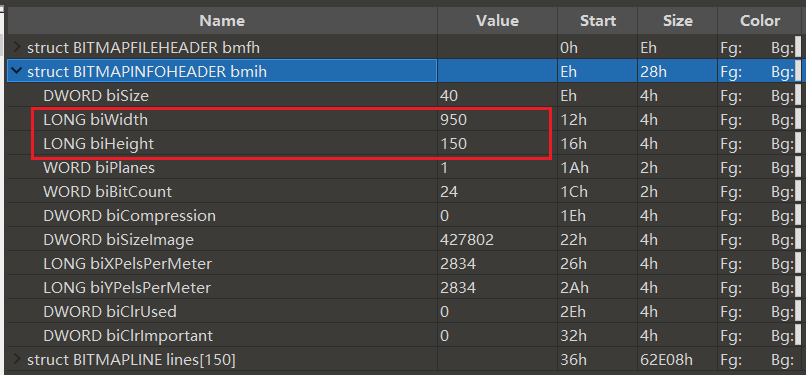 Name Value Start Size Color
struct BITMAPFILEHEADER bmfh 0h Eh Fg: Bg:
struct BITMAPINFOHEADER bmih Eh 28h Fg: Bg:
DWORD biSize 40 Eh 4h Fg: Bg:
LONG biWidth 950 12h 4h Fg: Bg:
LONG biHeight 150 16h 4h Fg: Bg:
WORD biPlanes 1 1Ah 2h Fg: Bg:
WORD biBitCount 24 1Ch 2h Fg: Bg:
DWORD biCompression 0 1Eh 4h Fg: Bg:
DWORD biSizeImage 427802 22h 4h Fg: Bg:
LONG biXPelsPerMeter 2834 26h 4h Fg: Bg:
LONG biYPelsPerMeter 2834 2Ah 4h Fg: Bg:
DWORD biClrUsed 0 2Eh 4h Fg: Bg:
DWORD biClrImportant 0 32h 4h Fg: Bg:
struct BITMAPLINE lines[150] 36h 62E08h Fg: Bg: